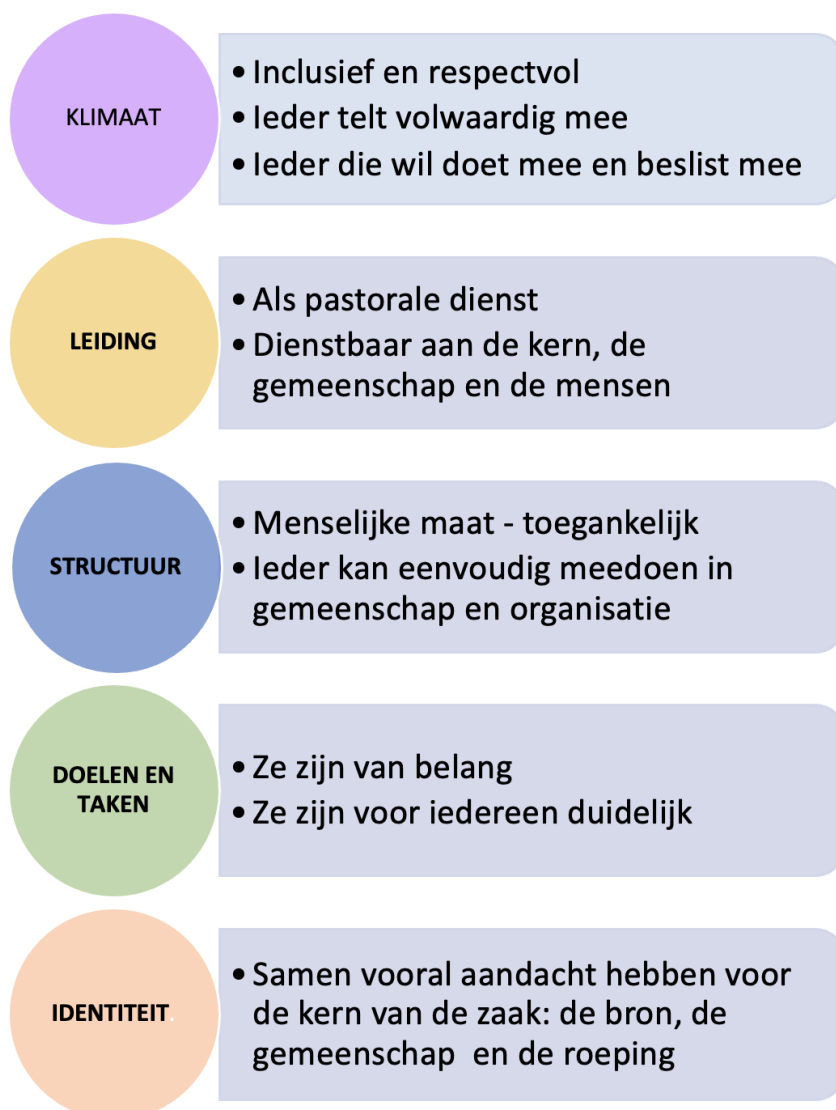 KLIMAAT
• Inclusief en respectvol
• Ieder telt volwaardig mee
• Ieder die wil doet mee en beslist mee
LEIDING
• Als pastorale dienst
• Dienstbaar aan de kern, de
gemeenschap en de mensen
STRUCTUUR
• Menselijke maat - toegankelijk
• Ieder kan eenvoudig meedoen in
gemeenschap en organisatie
DOELEN EN
TAKEN
• Ze zijn van belang
• Ze zijn voor iedereen duidelijk
IDENTITEIT.
• Samen vooral aandacht hebben voor
de kern van de zaak: de bron, de
gemeenschap  en de roeping